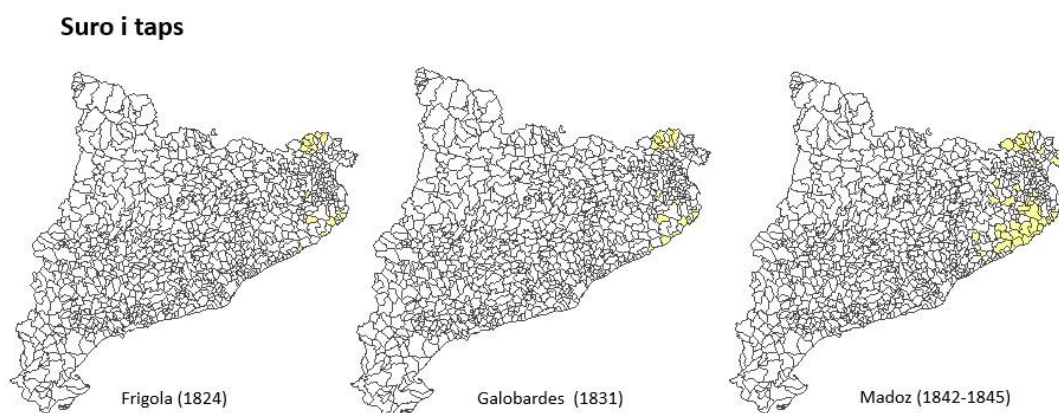 Suro i taps
Frigola (1824)
Galobardes (1831)
Madoz (1842-1845)